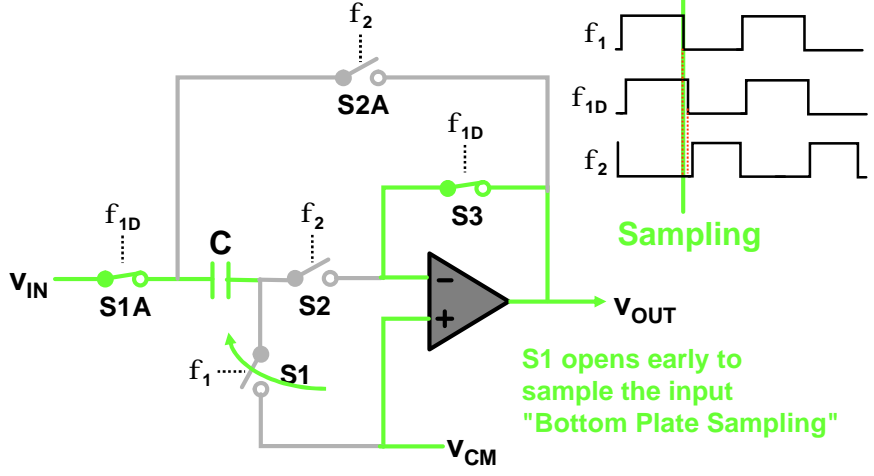 f2
S2A
f1D
S3
f1
f1D
f2
Sampling
f1D
C
f2
vIN
S1A
S2
−
+
vOUT
f1
S1
S1 opens early to
sample the input
"Bottom Plate Sampling"
vCM